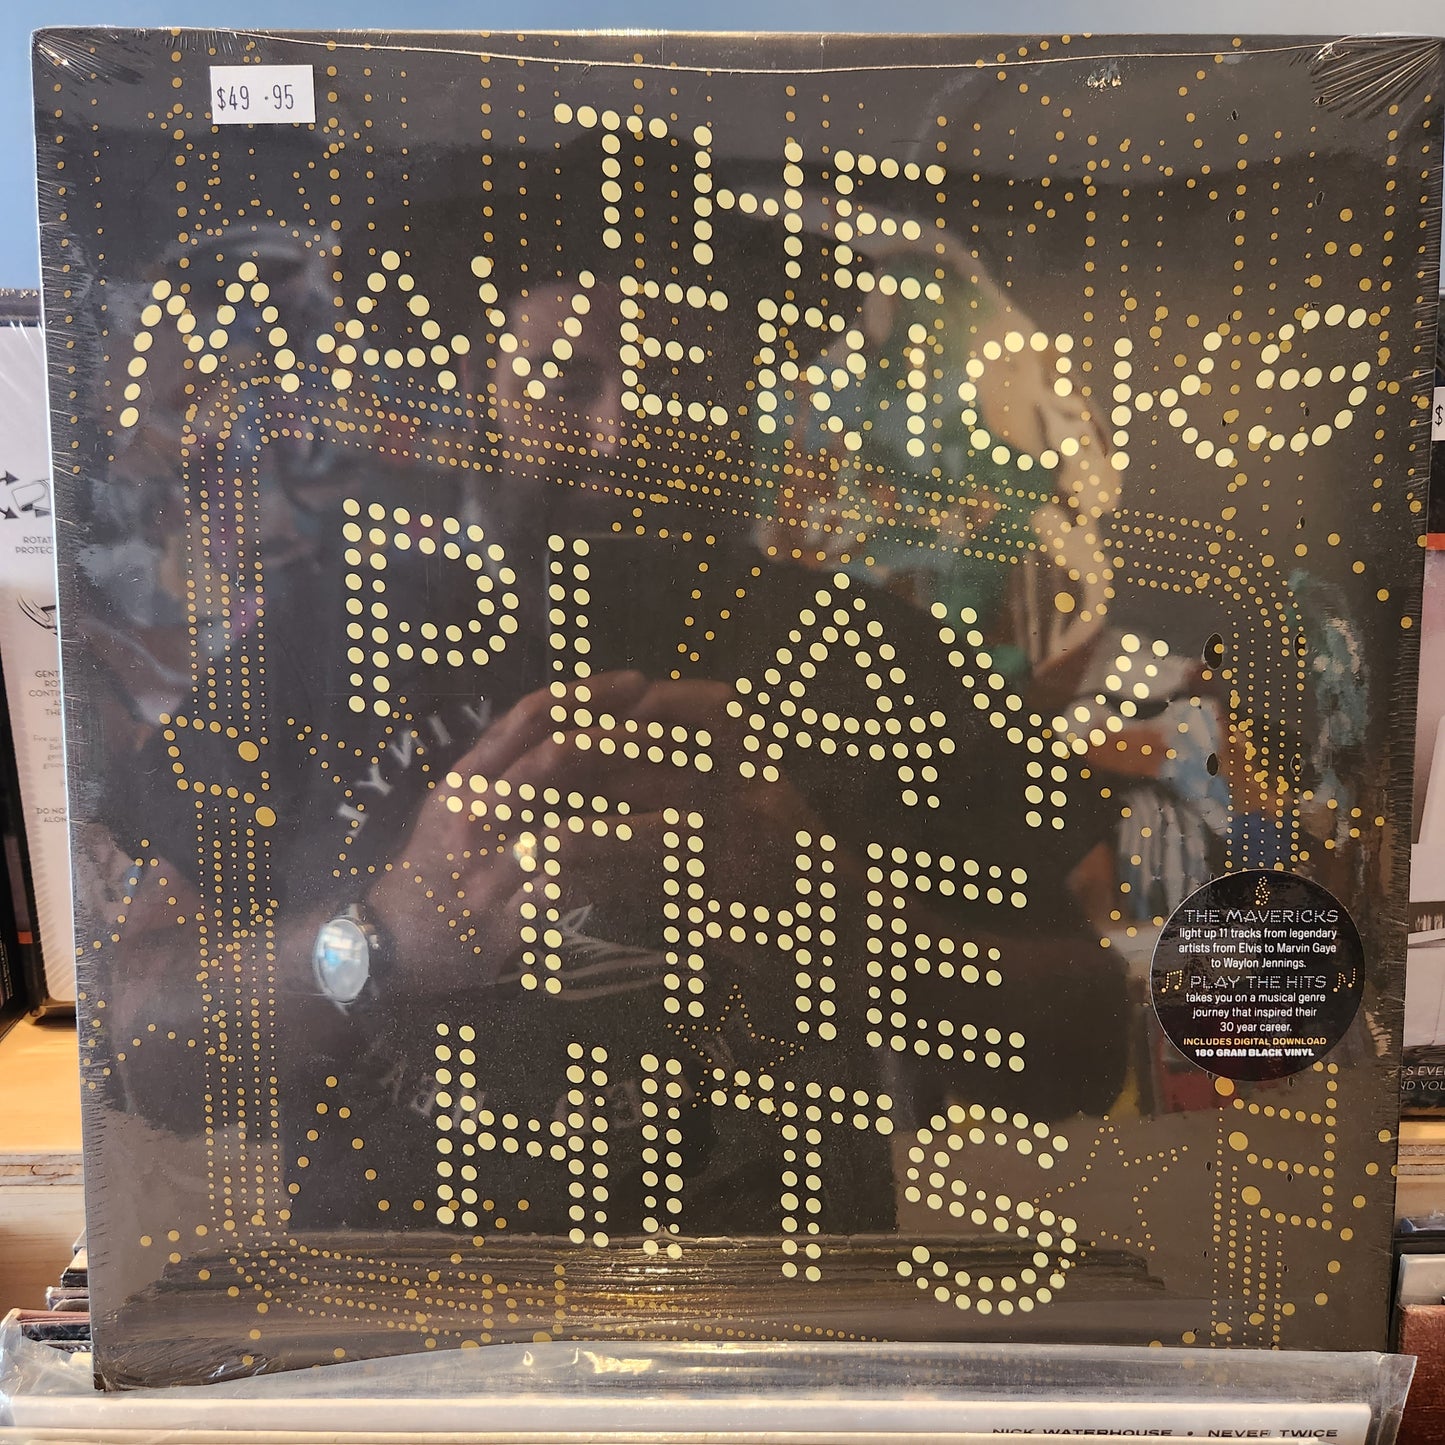 $49.95
THE
MAVERICKS
PLAY
THE
HITS
THE MAVERICKS
light up 11 tracks from legendary
artists from Elvis to Marvin Gaye
to Waylon Jennings.
PLAY THE HITS
takes you on a musical genre
journey that inspired their
30 year career.
INCLUDES DIGITAL DOWNLOAD
180 GRAM BLACK VINYL
NICK WATERHOUSE • NEVER TWICE